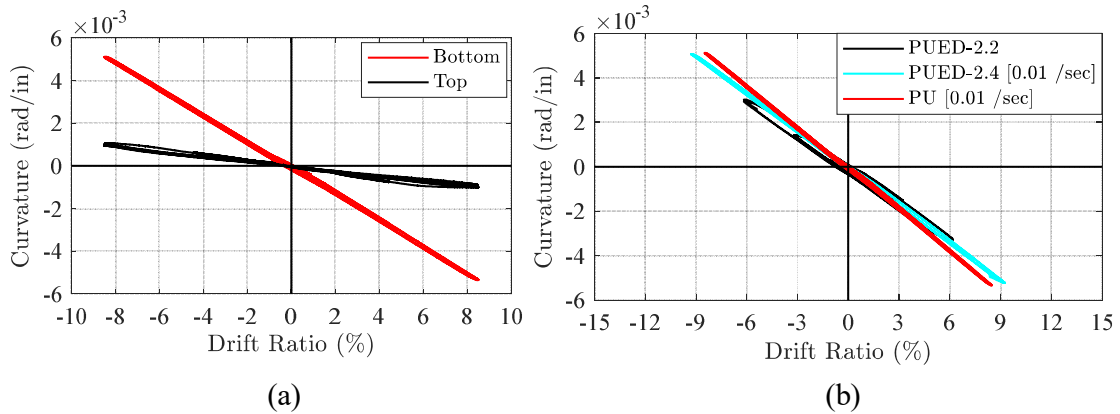 ×10⁻³
6
4
2
0
-2
-4
-6
Curvature (rad/in)
Bottom
Top
-10 -8 -6 -4 -2 0 2 4 6 8 10
Drift Ratio (%)
(a)
×10⁻³
6
4
2
0
-2
-4
-6
Curvature (rad/in)
PUED-2.2
PUED-2.4 [0.01 /sec]
PU [0.01 /sec]
-15 -12 -9 -6 -3 0 3 6 9 12 15
Drift Ratio (%)
(b)